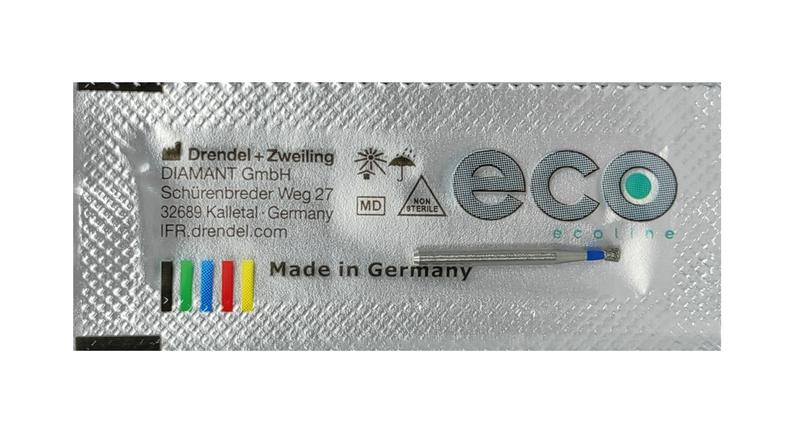 Drendel + Zweiling
DIAMANT GmbH
Schürenbreder Weg 27
32689 Kalletal · Germany
IFR.drendel.com
MD
NON
STERILE
eco
ecoline
Made in Germany